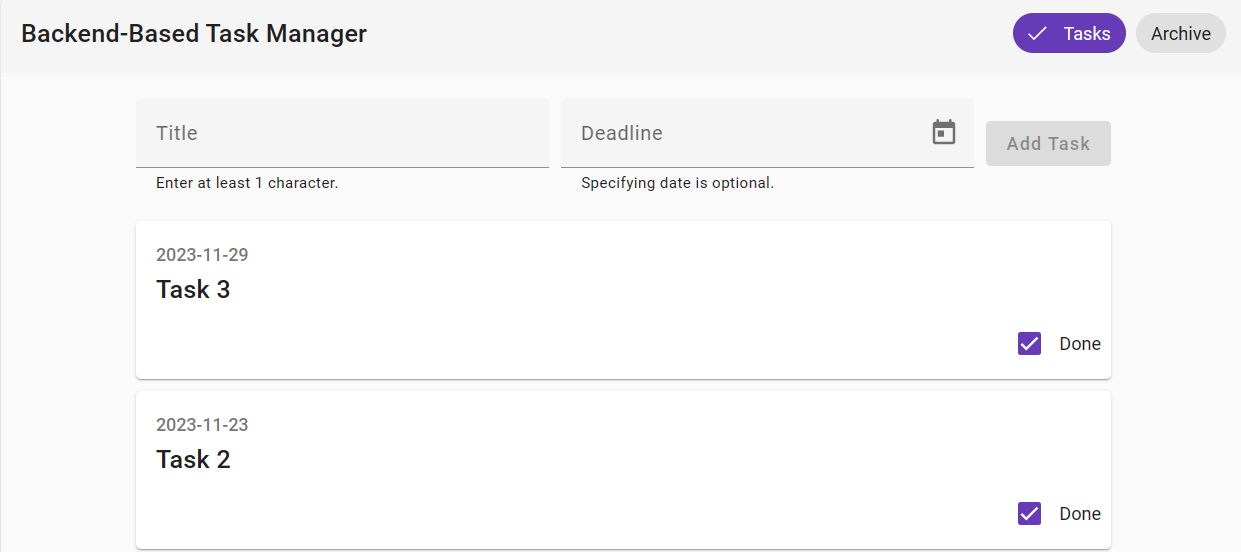 Backend-Based Task Manager
Tasks
Archive
Title
Deadline
Add Task
Enter at least 1 character.
Specifying date is optional.
2023-11-29
Task 3
Done
2023-11-23
Task 2
Done